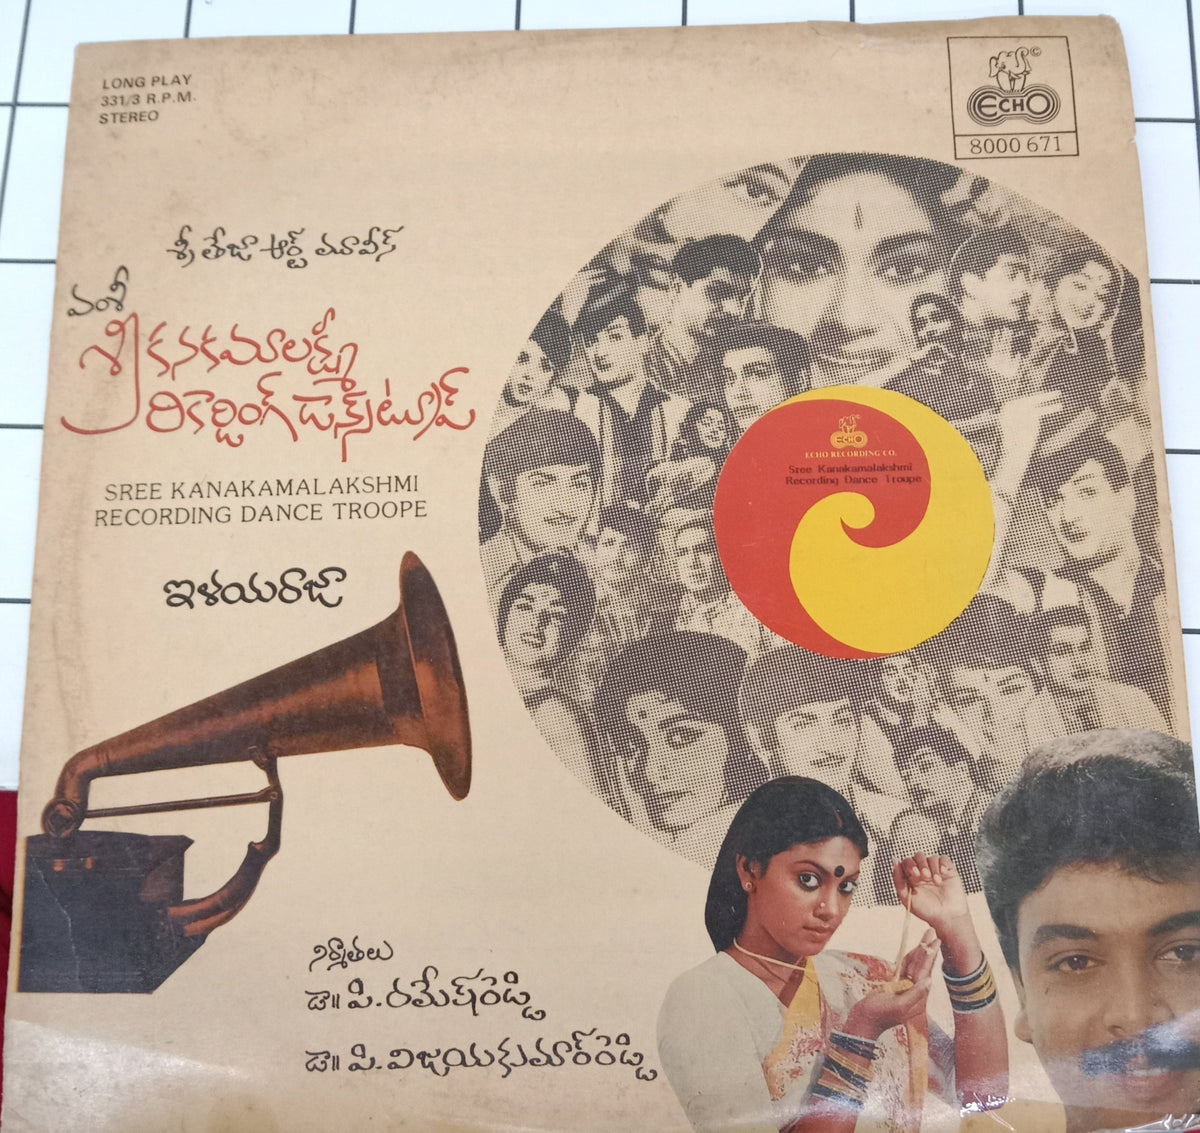 LONG PLAY
331/3 R.P.M.
STEREO
ECHO
8000 671
శ్రీ తేజా ఆర్ట్ మూవీస్
వంశీ
శ్రీకనకమాలక్ష్మీ
రికార్డింగ్ డాన్స్ ట్రూప్
SREE KANAKAMALAKSHMI
RECORDING DANCE TROOPE
ఇళయరాజా
ECHO
ECHO RECORDING CO.
Sree Kanakamalakshmi
Recording Dance Troupe
నిర్మాతలు
డా॥ పి. రమేష్‌రెడ్డి
డా॥ పి. విజయకుమార్‌రెడ్డి